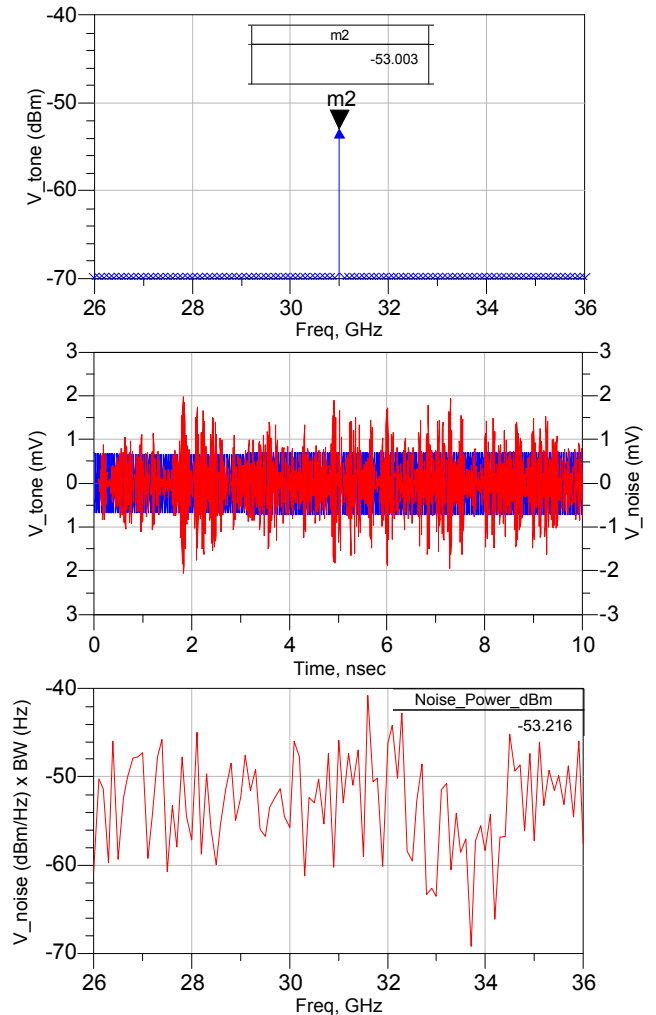 -40
m2
-53.003
-50
m2
V_tone (dBm)
-60
-70
26 28 30 32 34 36
Freq, GHz
3 3
2 2
1 1
0 0
1 -1
2 -2
3 -3
V_tone (mV)
V_noise (mV)
0 2 4 6 8 10
Time, nsec
-40
Noise_Power_dBm
-53.216
-50
V_noise (dBm/Hz) x BW (Hz)
-60
-70
26 28 30 32 34 36
Freq, GHz